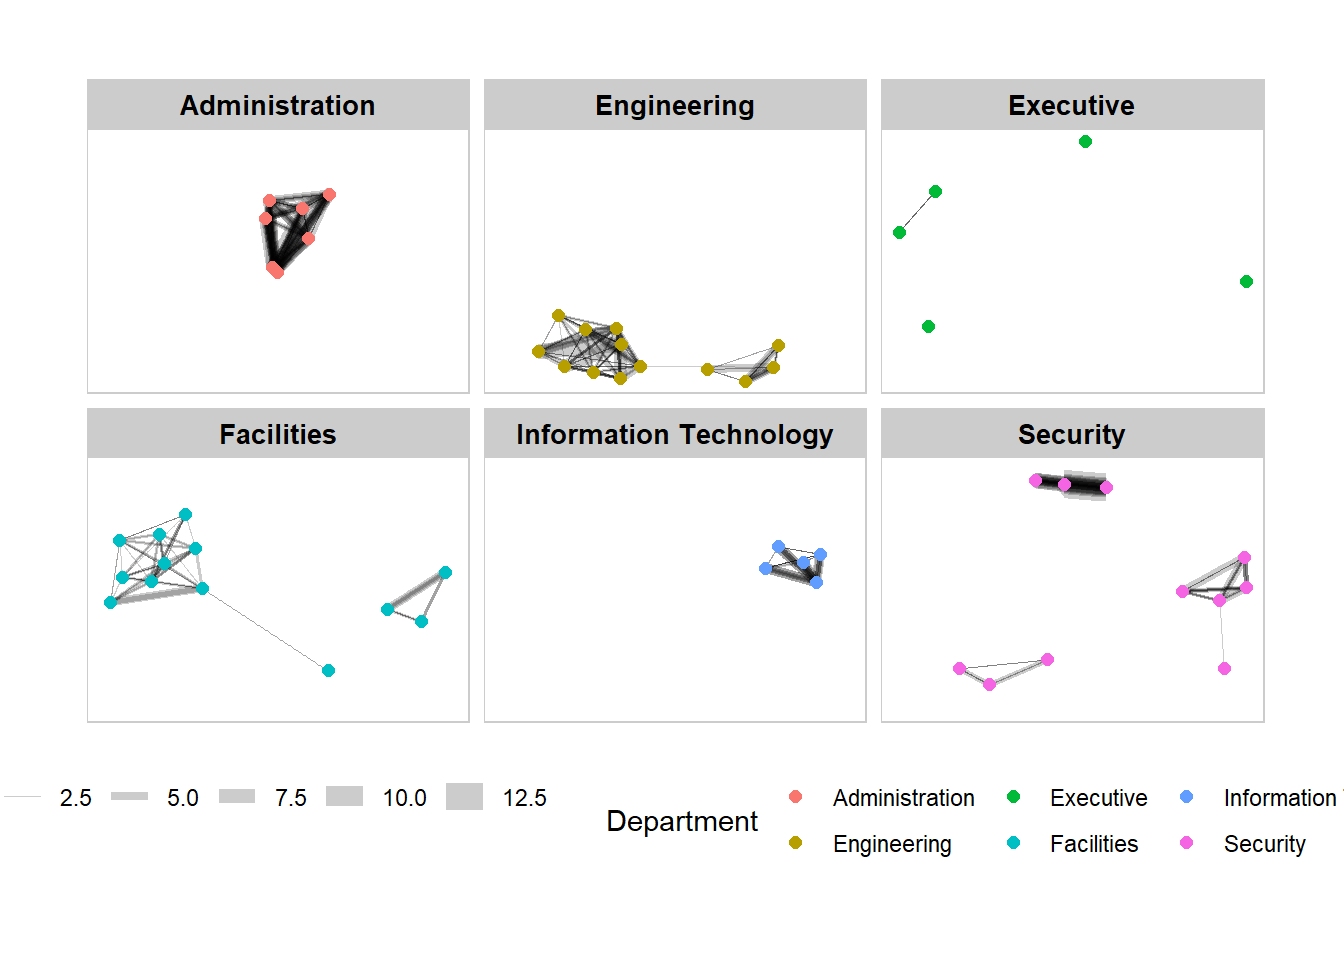 Administration
Engineering
Executive
Facilities
Information Technology
Security
2.5 5.0 7.5 10.0 12.5
Department
Administration Executive Information
Engineering Facilities Security